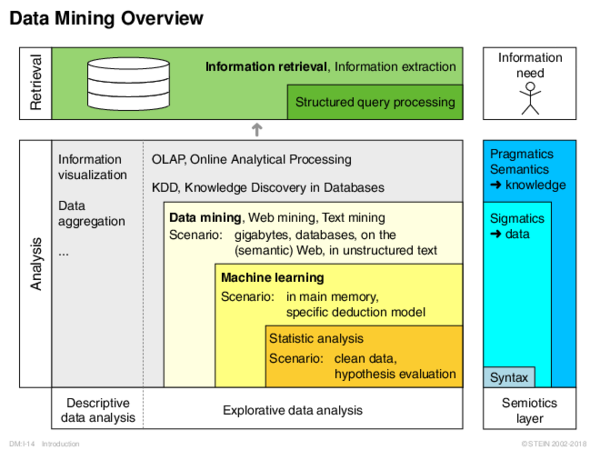 Data Mining Overview
Retrieval
Information retrieval, Information extraction
Structured query processing
Information
need
Analysis
Information
visualization
Data
aggregation
...
OLAP, Online Analytical Processing
KDD, Knowledge Discovery in Databases
Data mining, Web mining, Text mining
Scenario: gigabytes, databases, on the
(semantic) Web, in unstructured text
Machine learning
Scenario: in main memory,
specific deduction model
Statistic analysis
Scenario: clean data,
hypothesis evaluation
Pragmatics
Semantics
➔ knowledge
Sigmatics
➔ data
Syntax
Descriptive
data analysis
Explorative data analysis
Semiotics
layer
DM:I-14 Introduction
© STEIN 2002-2018